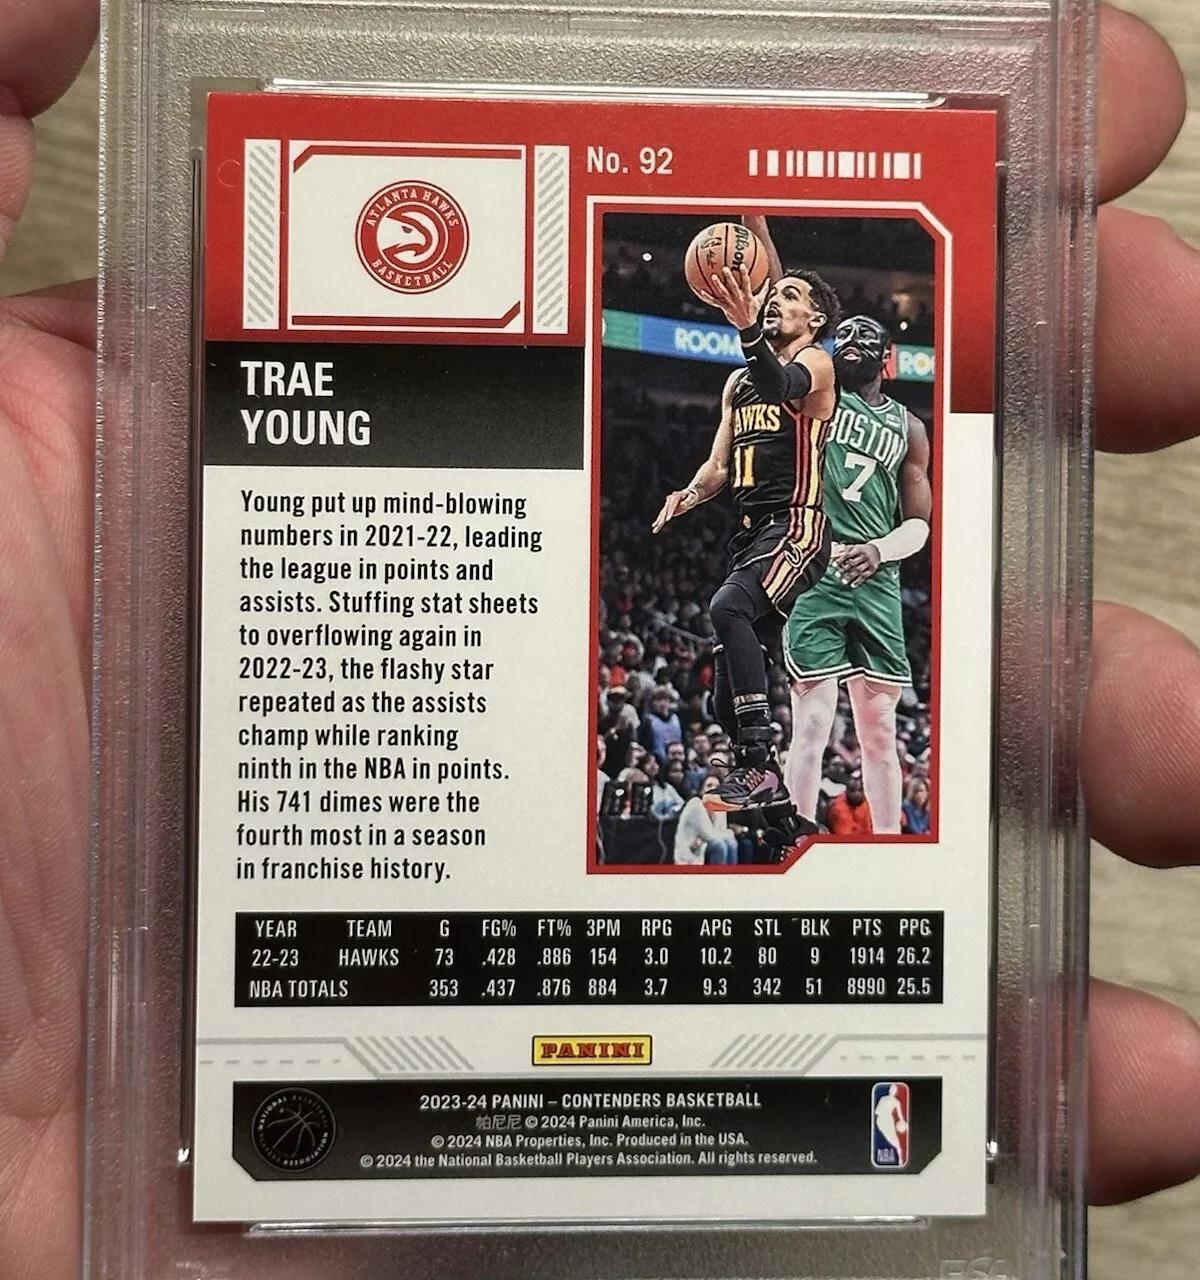 ATLANTA HAWKS
BASKETBALL
No. 92
TRAE
YOUNG
Wilson
ROOM
RO
HAWKS
11
BOSTON
7
Young put up mind-blowing
numbers in 2021-22, leading
the league in points and
assists. Stuffing stat sheets
to overflowing again in
2022-23, the flashy star
repeated as the assists
champ while ranking
ninth in the NBA in points.
His 741 dimes were the
fourth most in a season
in franchise history.
YEAR TEAM G FG% FT% 3PM RPG APG STL BLK PTS PPG
22-23 HAWKS 73 .428 .886 154 3.0 10.2 80 9 1914 26.2
NBA TOTALS 353 .437 .876 884 3.7 9.3 342 51 8990 25.5
PANINI
NATIONAL BASKETBALL
ASSOCIATION
2023-24 PANINI – CONTENDERS BASKETBALL
帕尼尼 © 2024 Panini America, Inc.
© 2024 NBA Properties, Inc. Produced in the USA.
© 2024 the National Basketball Players Association. All rights reserved.
NBA